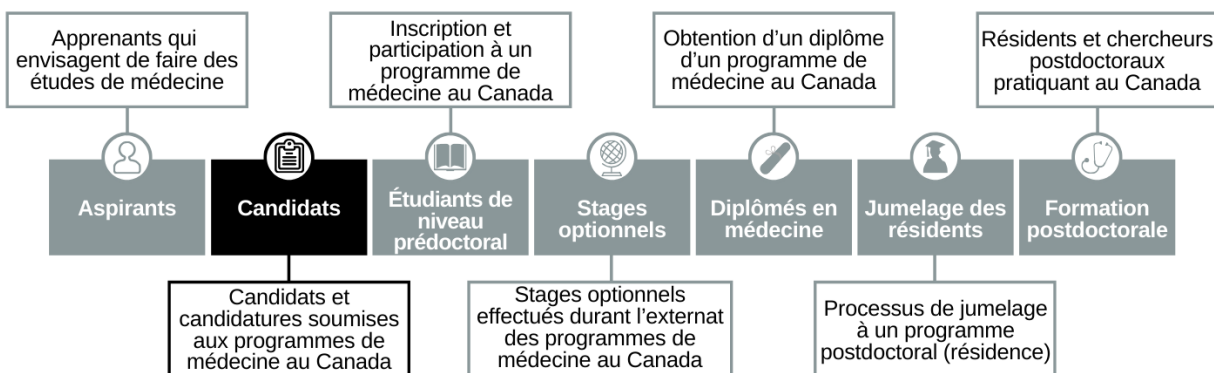 Apprenants qui
envisagent de faire des
études de médecine
Inscription et
participation à un
programme de
médecine au Canada
Obtention d’un diplôme
d’un programme de
médecine au Canada
Résidents et chercheurs
postdoctoraux
pratiquant au Canada
Aspirants
Candidats
Étudiants de
niveau
prédoctoral
Stages
optionnels
Diplômés en
médecine
Jumelage des
résidents
Formation
postdoctorale
Candidats et
candidatures soumises
aux programmes de
médecine au Canada
Stages optionnels
effectués durant l’externat
des programmes de
médecine au Canada
Processus de jumelage
à un programme
postdoctoral (résidence)